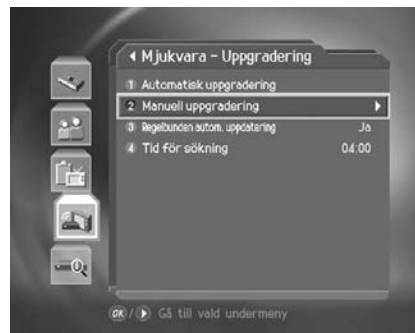 Mjukvara - Uppgradering
1 Automatisk uppgradering
2 Manuell uppgradering
3 Regelbunden autom. uppdatering Ja
4 Tid för sökning 04:00
OK / Gå till vald undermeny